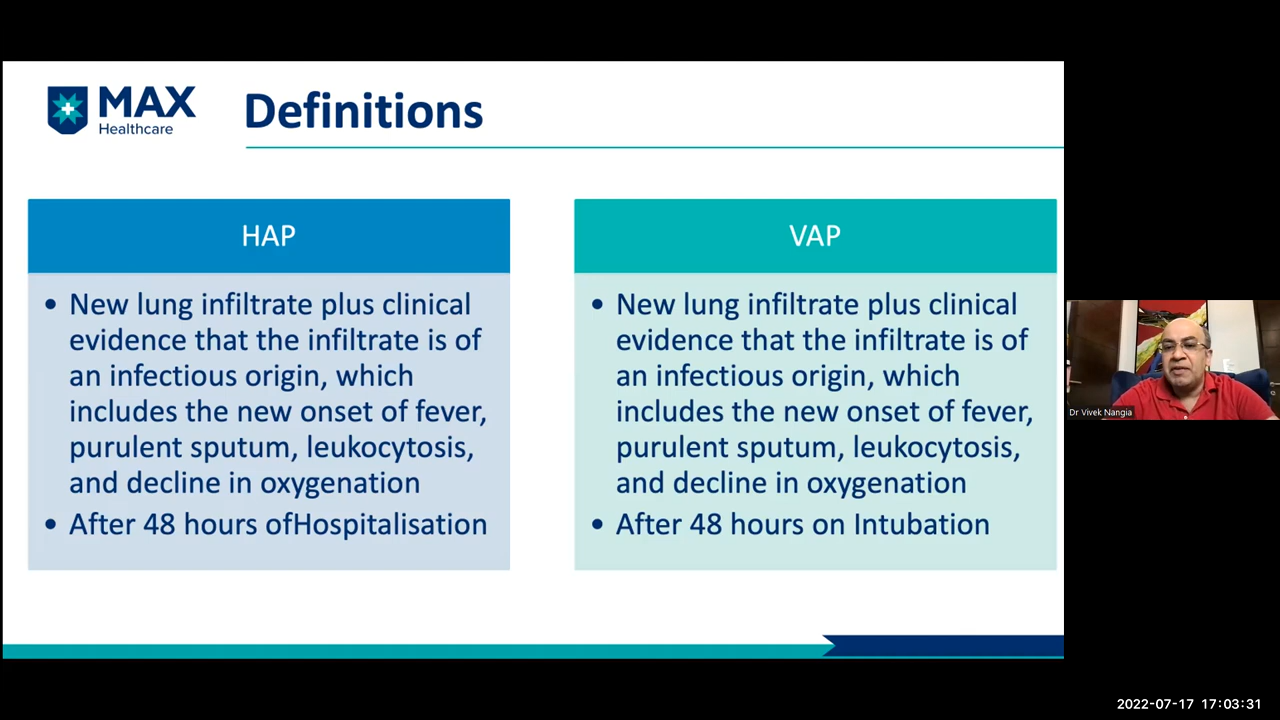 MAX
Healthcare
Definitions
HAP
• New lung infiltrate plus clinical
evidence that the infiltrate is of
an infectious origin, which
includes the new onset of fever,
purulent sputum, leukocytosis,
and decline in oxygenation
• After 48 hours ofHospitalisation
VAP
• New lung infiltrate plus clinical
evidence that the infiltrate is of
an infectious origin, which
includes the new onset of fever,
purulent sputum, leukocytosis,
and decline in oxygenation
• After 48 hours on Intubation
Dr Vivek Nangia
2022-07-17 17:03:31